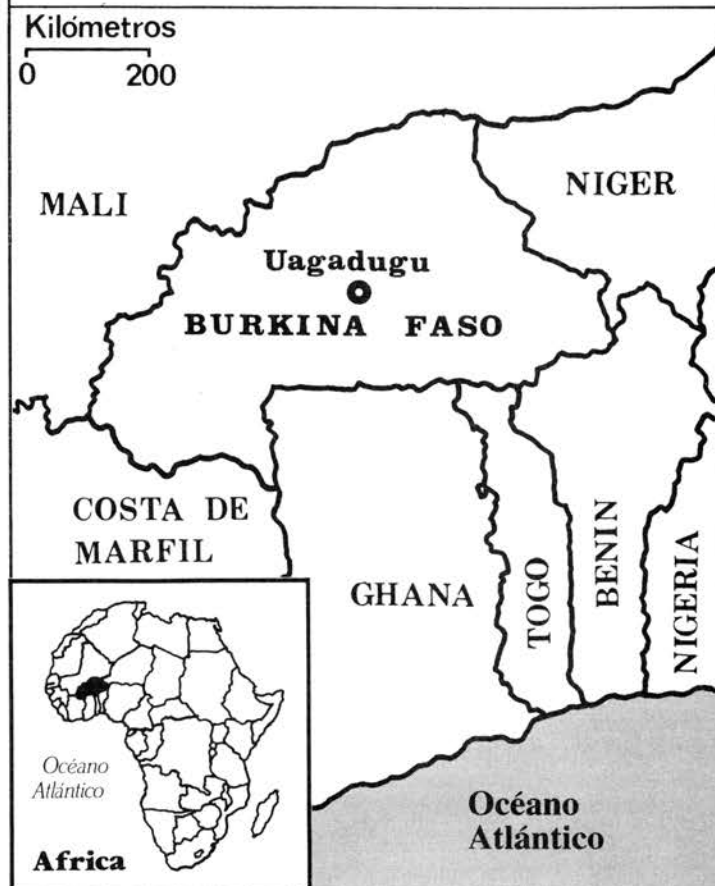 Kilómetros
0 200
MALI
NIGER
Uagadugu
BURKINA FASO
COSTA DE
MARFIL
GHANA
TOGO
BENIN
NIGERIA
Océano
Atlántico
Africa
Océano
Atlántico